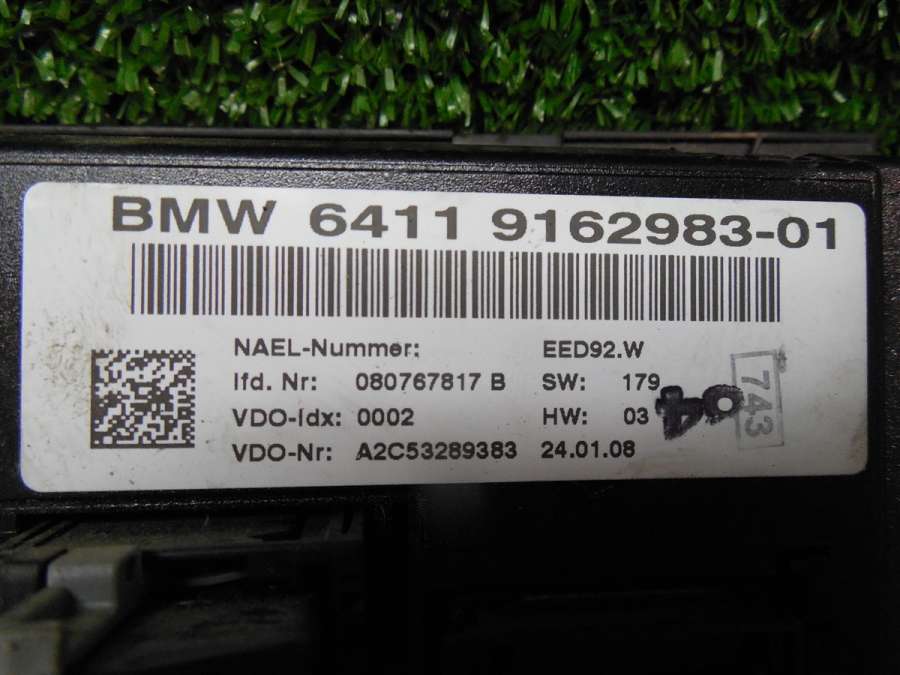 BMW 6411 9162983-01
NAEL-Nummer: EED92.W
lfd. Nr: 080767817 B SW: 179
VDO-Idx: 0002 HW: 03
VDO-Nr: A2C53289383 24.01.08
743